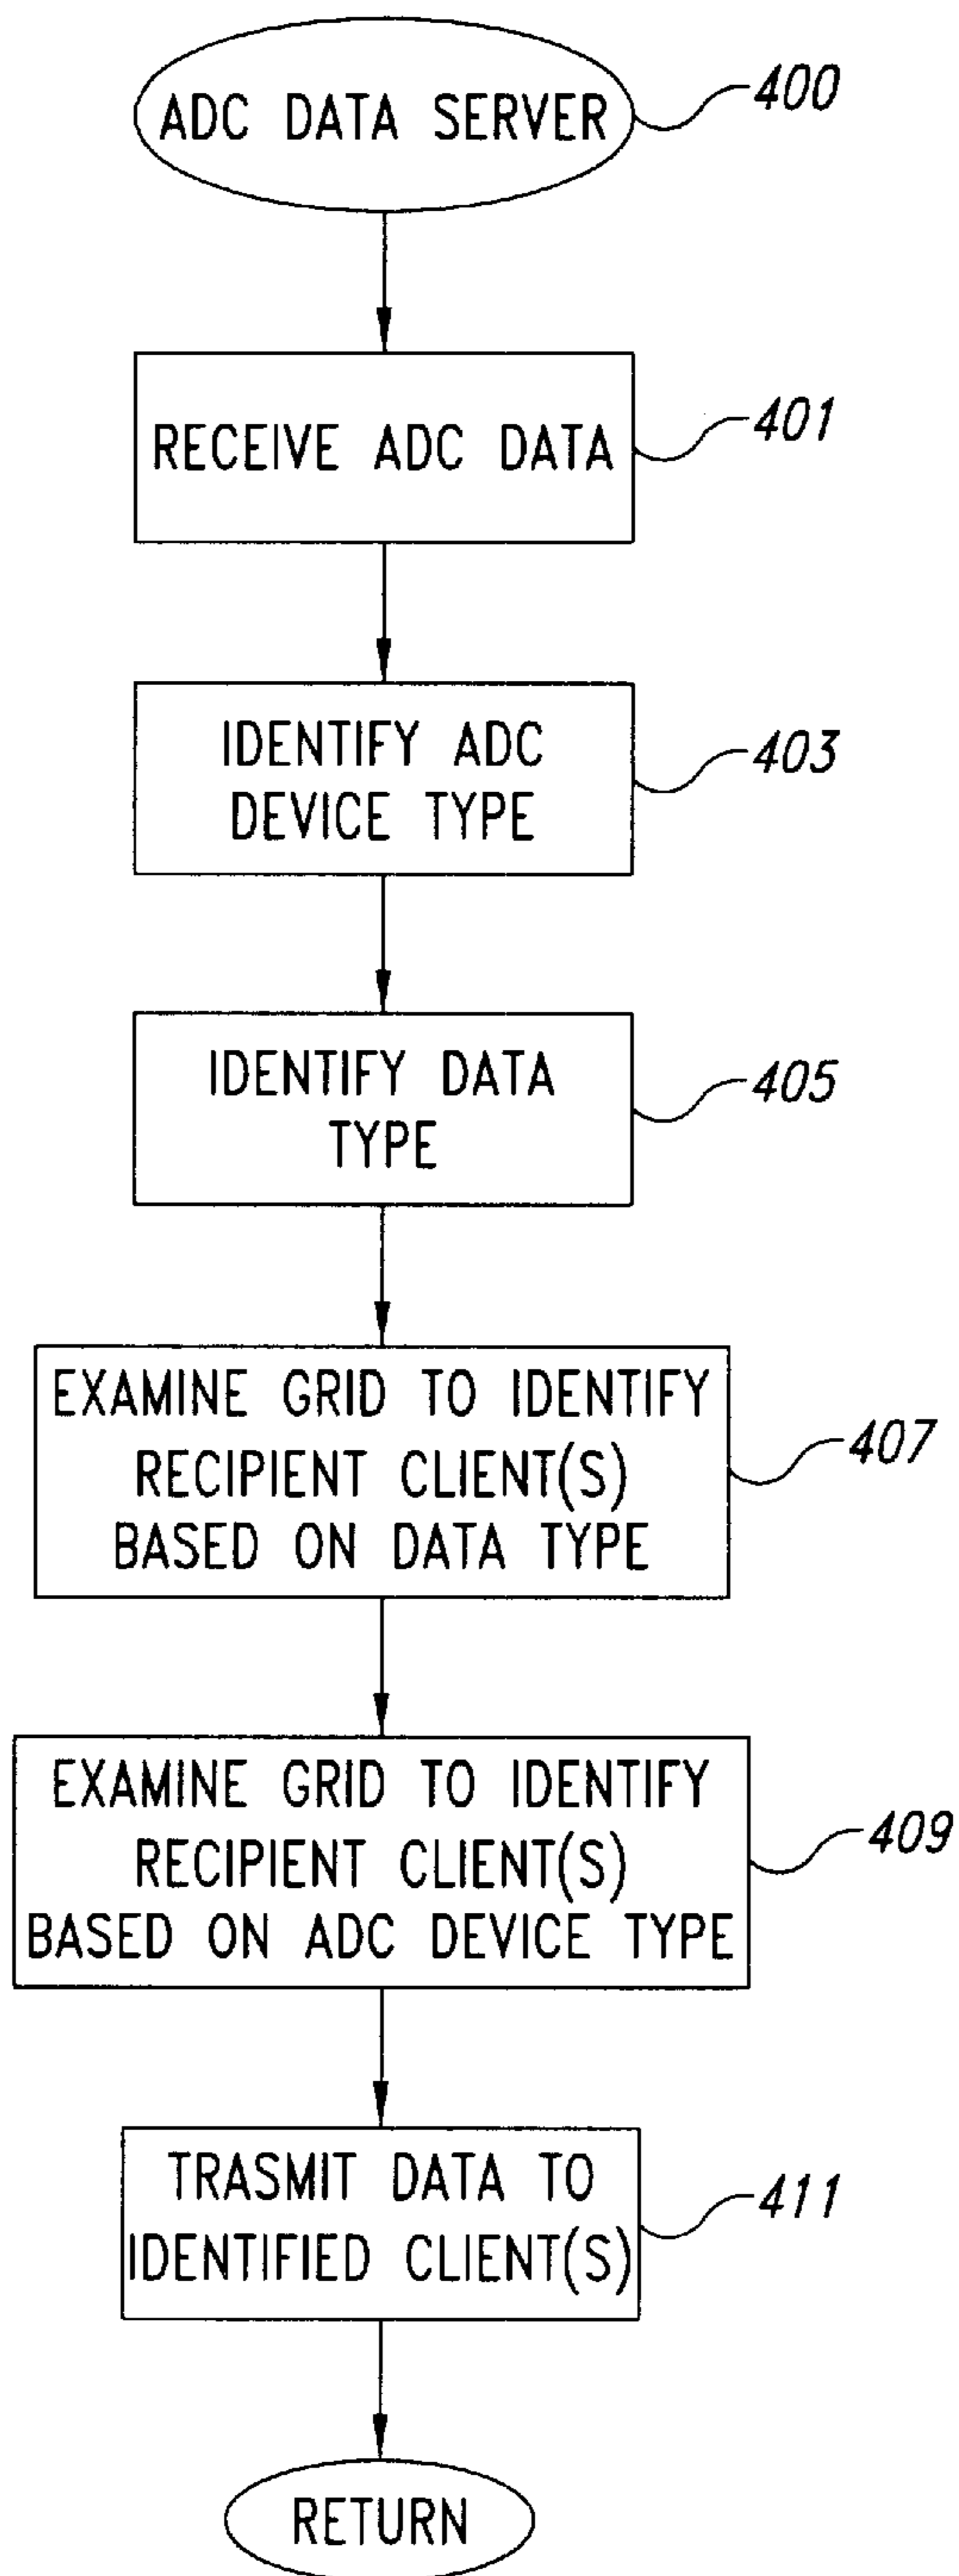 ADC DATA SERVER
400
RECEIVE ADC DATA
401
IDENTIFY ADC
DEVICE TYPE
403
IDENTIFY DATA
TYPE
405
EXAMINE GRID TO IDENTIFY
RECIPIENT CLIENT(S)
BASED ON DATA TYPE
407
EXAMINE GRID TO IDENTIFY
RECIPIENT CLIENT(S)
BASED ON ADC DEVICE TYPE
409
TRASMIT DATA TO
IDENTIFIED CLIENT(S)
411
RETURN